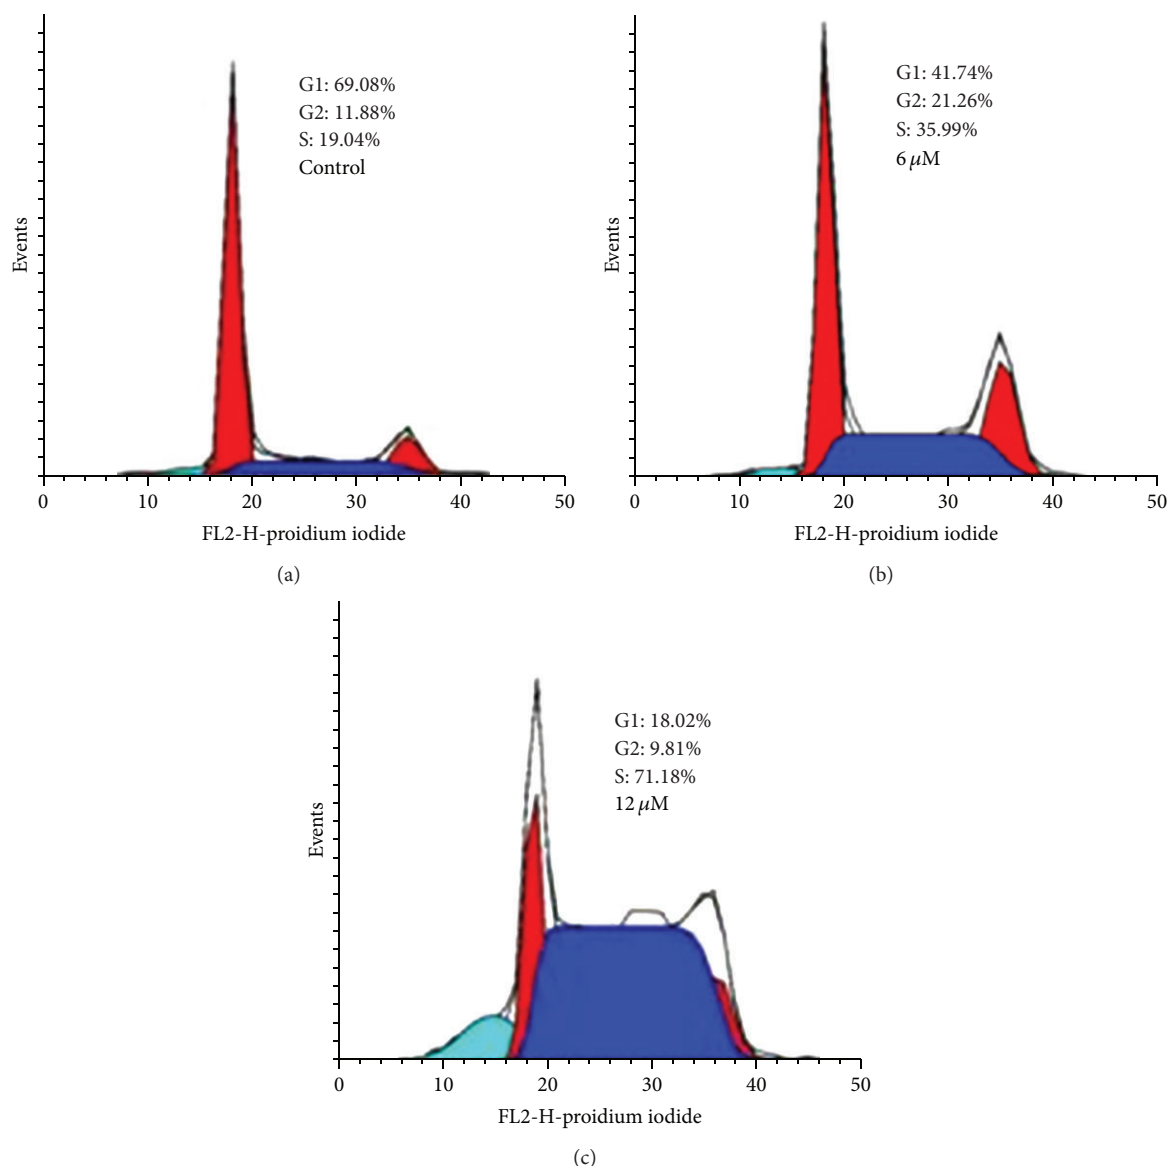 G1: 69.08%
G2: 11.88%
S: 19.04%
Control
Events
0 10 20 30 40 50
FL2-H-proidium iodide
(a)
G1: 41.74%
G2: 21.26%
S: 35.99%
6 μM
Events
0 10 20 30 40 50
FL2-H-proidium iodide
(b)
G1: 18.02%
G2: 9.81%
S: 71.18%
12 μM
Events
0 10 20 30 40 50
FL2-H-proidium iodide
(c)